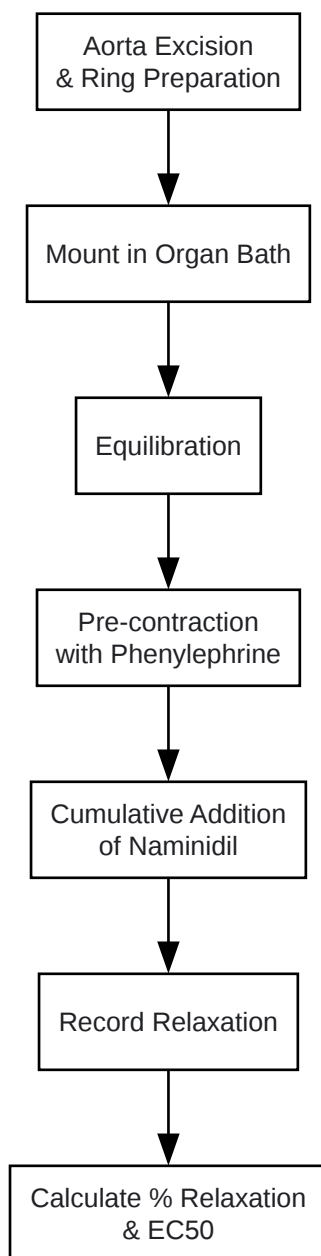 Aorta Excision
& Ring Preparation
Mount in Organ Bath
Equilibration
Pre-contraction
with Phenylephrine
Cumulative Addition
of Naminidil
Record Relaxation
Calculate % Relaxation
& EC50